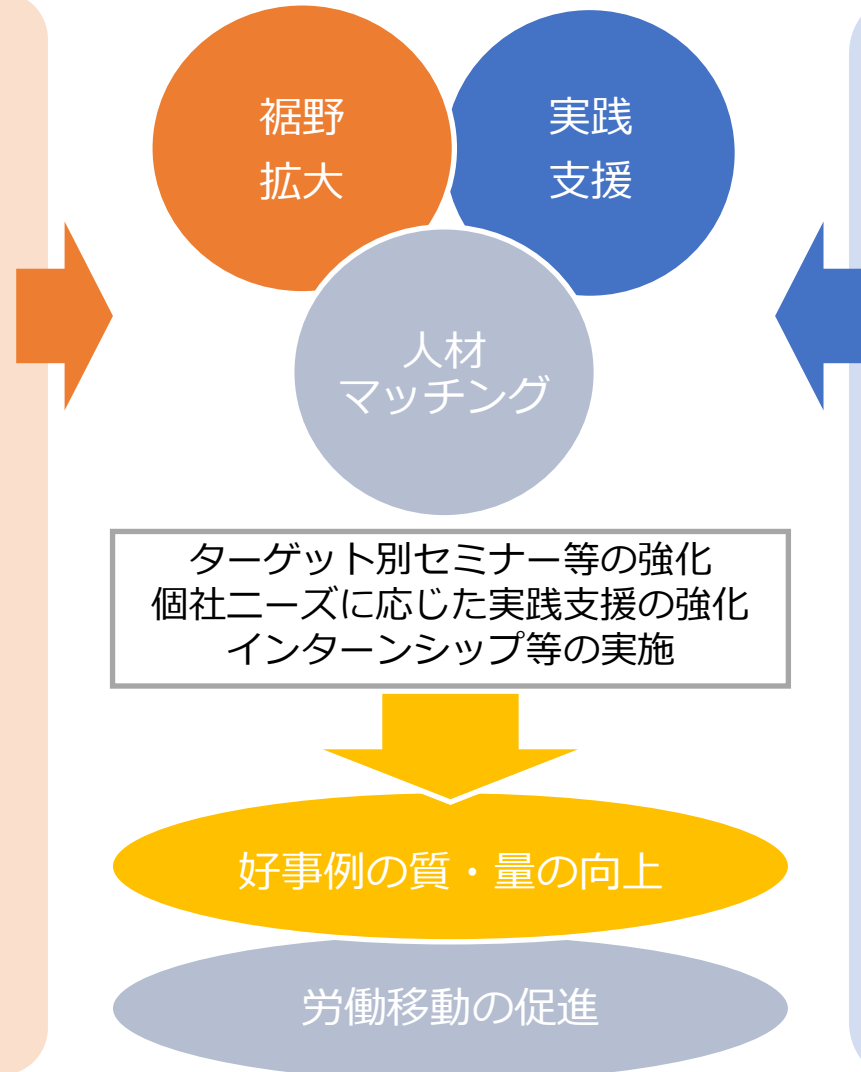 裾野
拡大
実践
支援
人材
マッチング
ターゲット別セミナー等の強化
個社ニーズに応じた実践支援の強化
インターンシップ等の実施
好事例の質・量の向上
労働移動の促進